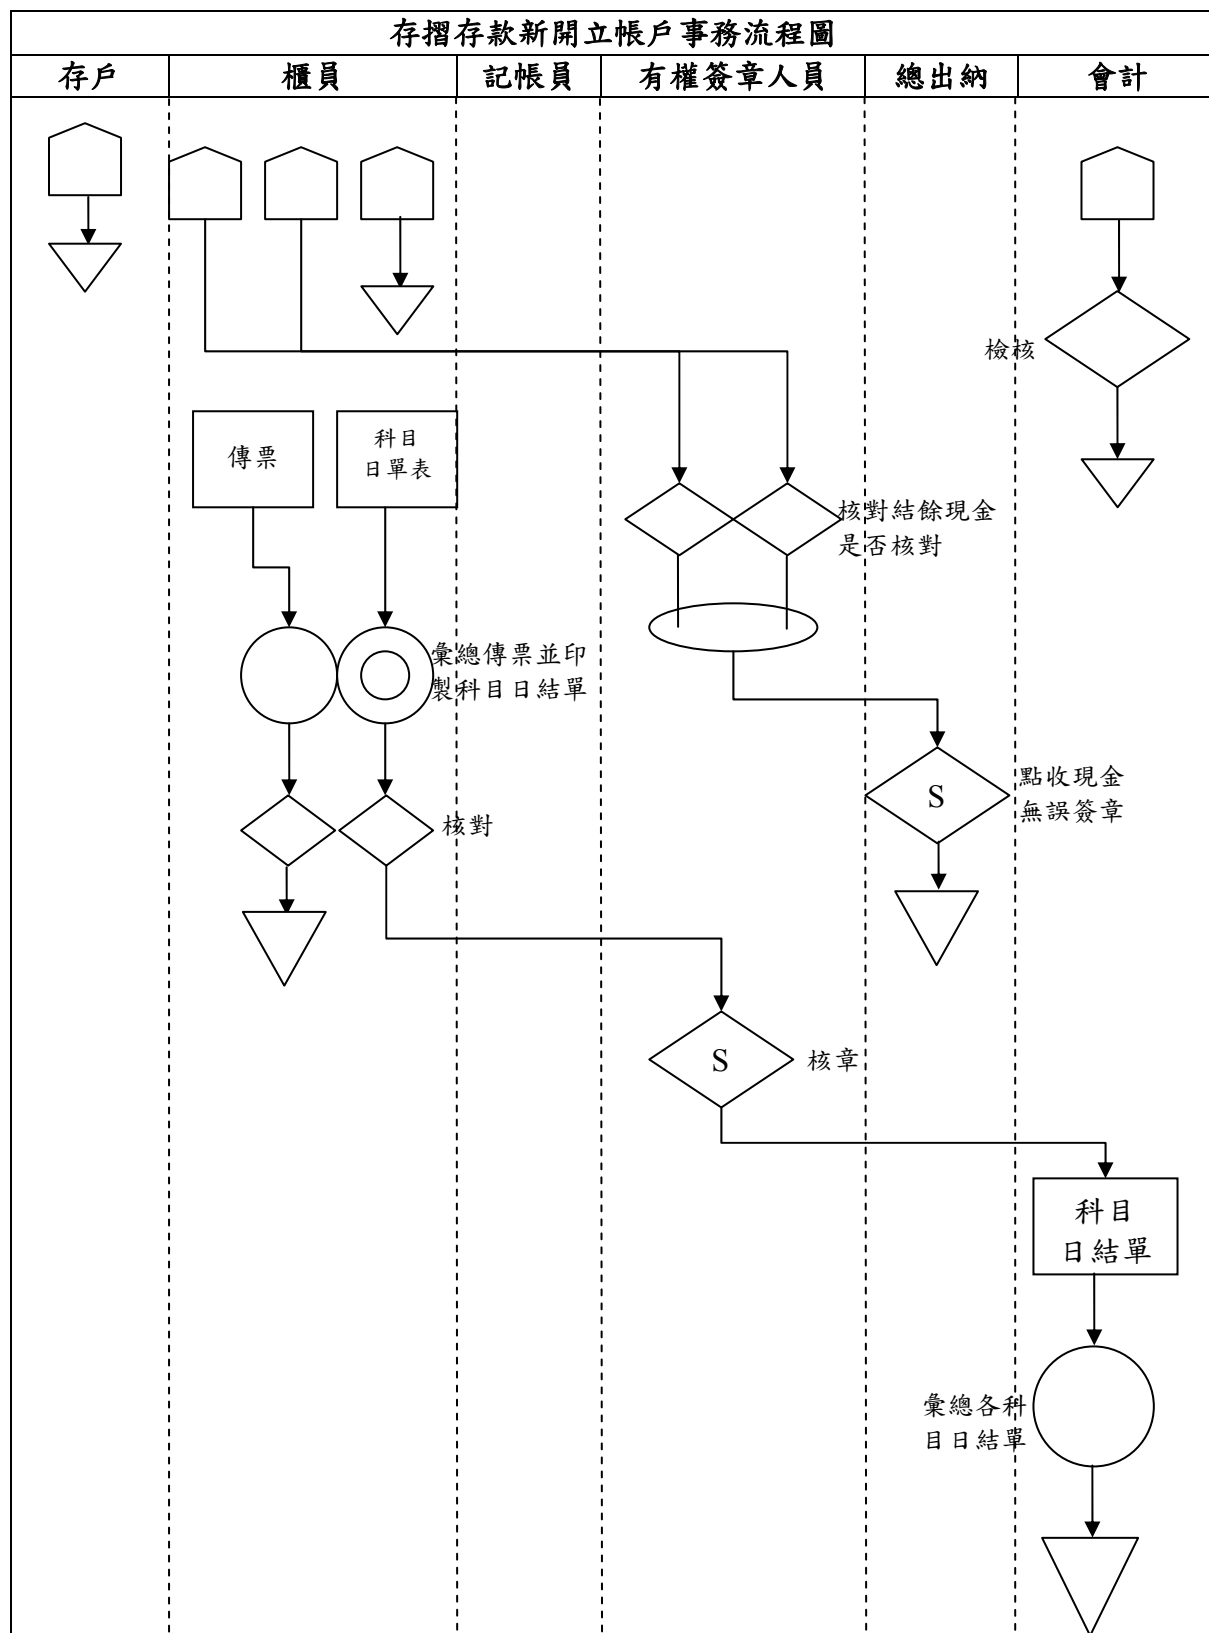 存摺存款新開立帳戶事務流程圖
存戶 櫃員 記帳員 有權簽章人員 總出納 會計
檢核
傳票
科目
日單表
核對結餘現金
是否核對
彙總傳票並印
製科目日結單
點收現金
無誤簽章
S
核對
S
核章
科目
日結單
彙總各科
目日結單